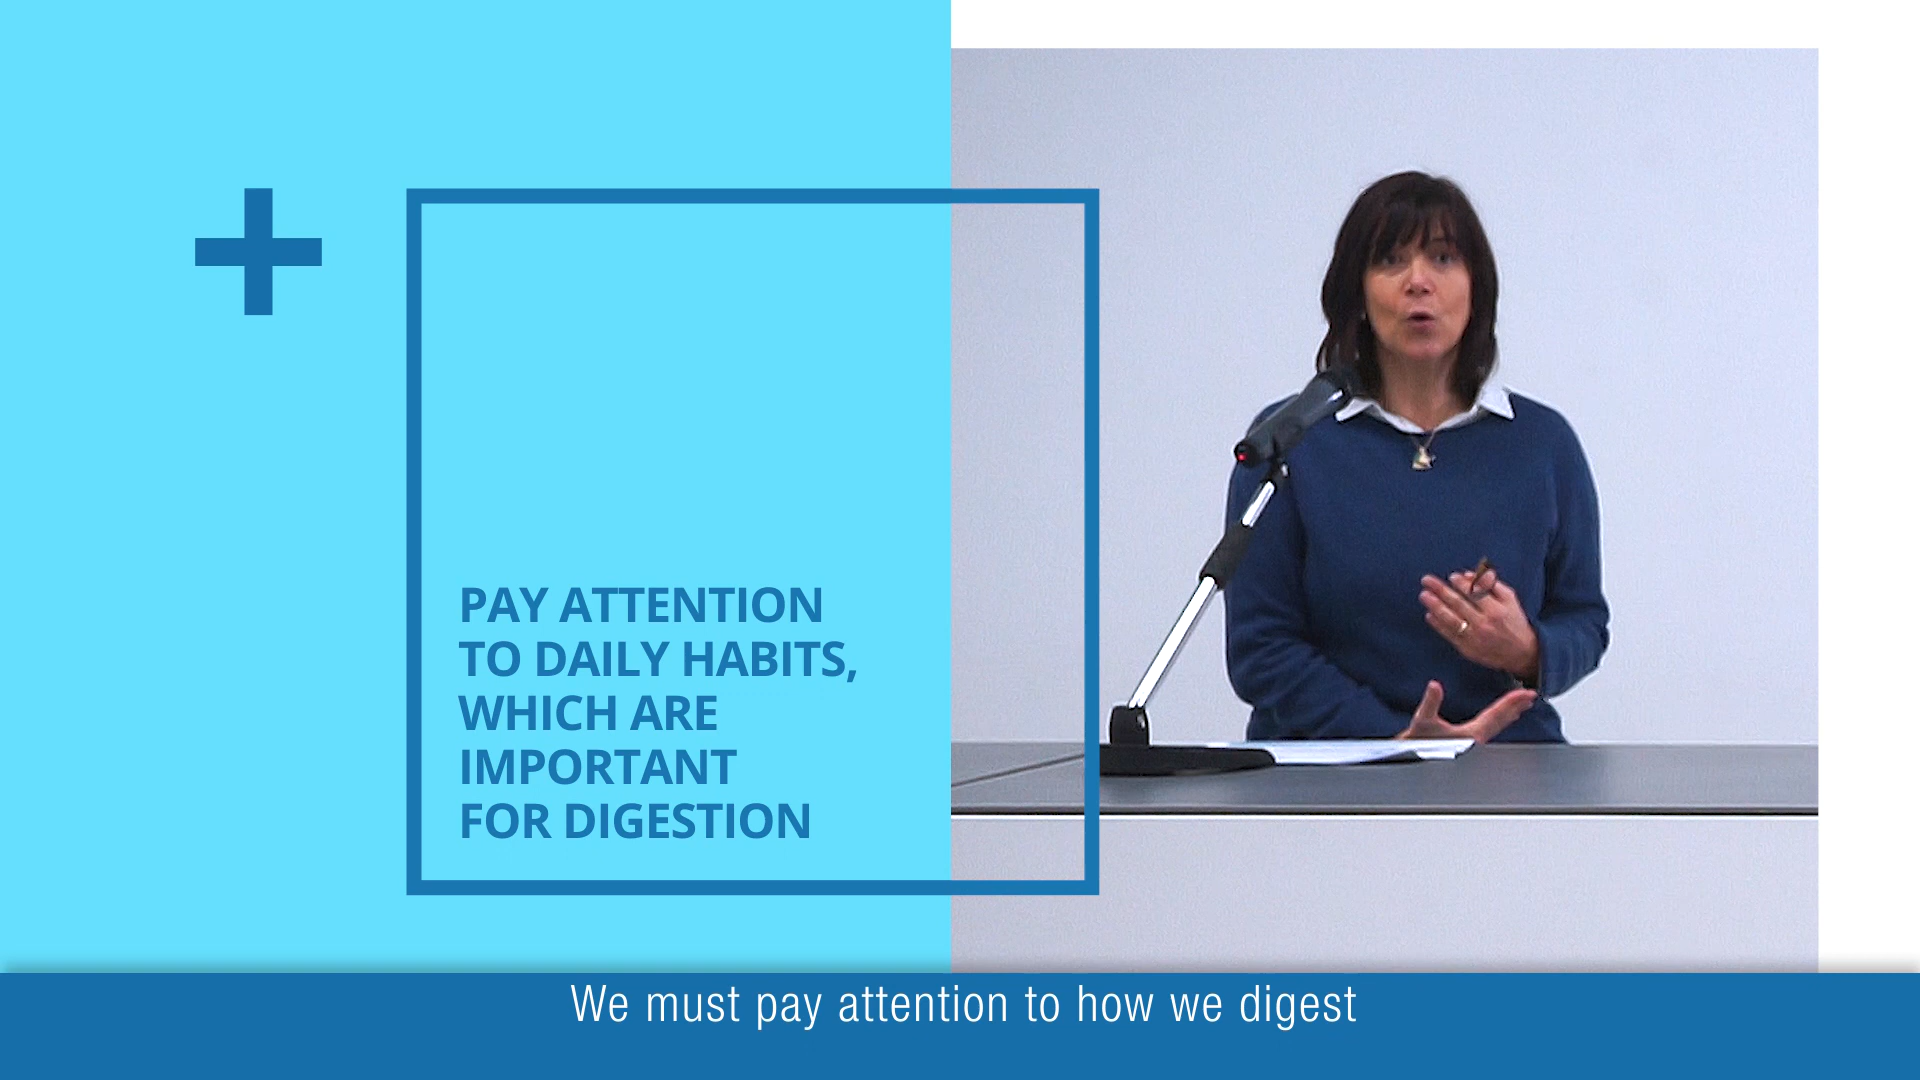 PAY ATTENTION
TO DAILY HABITS,
WHICH ARE
IMPORTANT
FOR DIGESTION
We must pay attention to how we digest